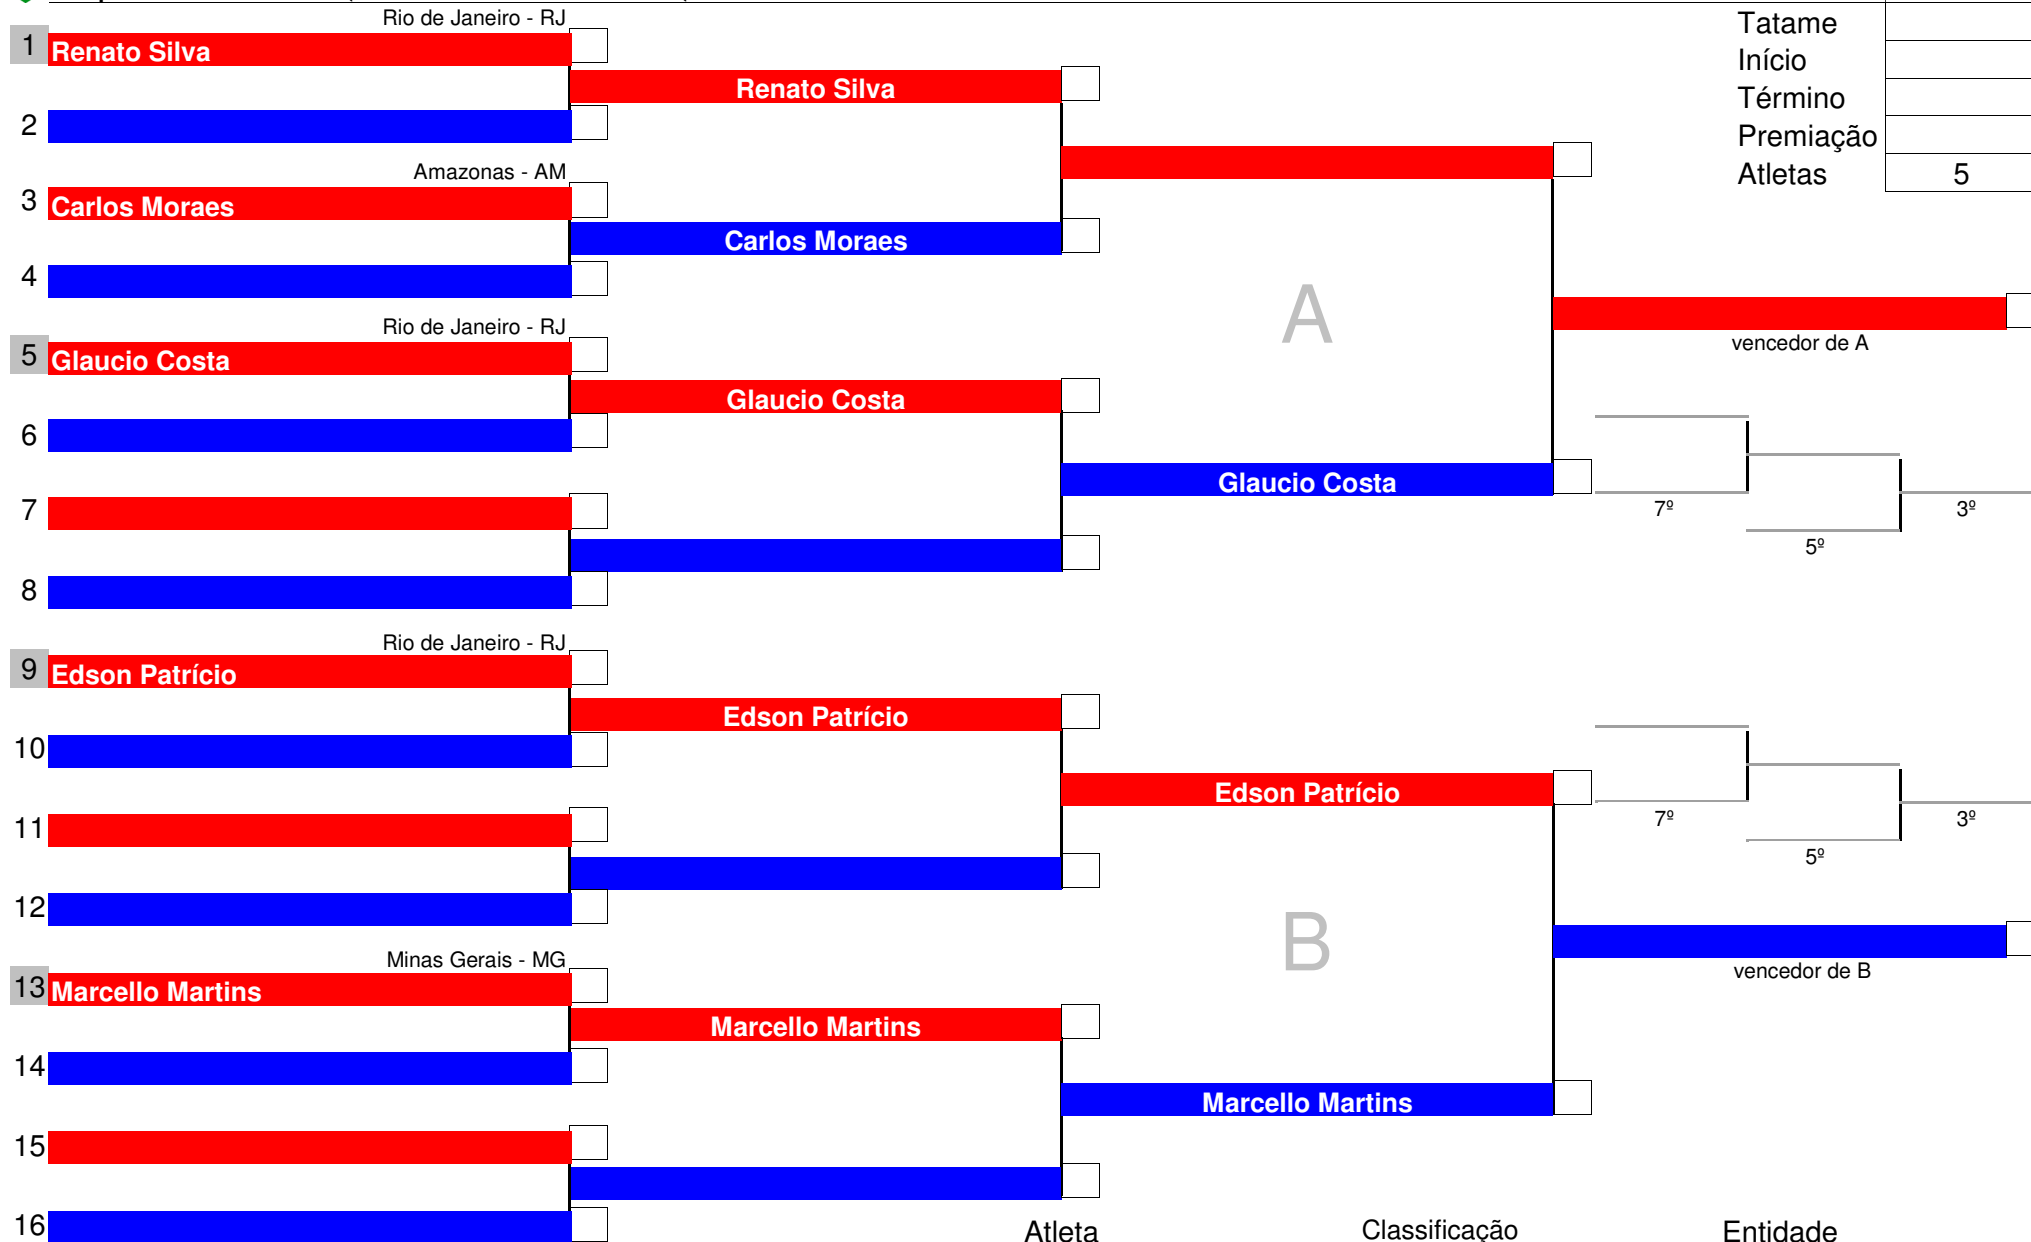 Rio de Janeiro - RJ
Tatame
1 Renato Silva
Início
Renato Silva
Término
2
Premiação
Amazonas - AM
Atletas 5
3 Carlos Moraes
Carlos Moraes
4
A
Rio de Janeiro - RJ
vencedor de A
5 Glaucio Costa
Glaucio Costa
6
Glaucio Costa
7
7º 3º
5º
8
Rio de Janeiro - RJ
9 Edson Patrício
Edson Patrício
10
Edson Patrício
11
7º 3º
5º
12
B
Minas Gerais - MG
vencedor de B
13 Marcello Martins
Marcello Martins
14
Marcello Martins
15
16
Atleta Classificação Entidade